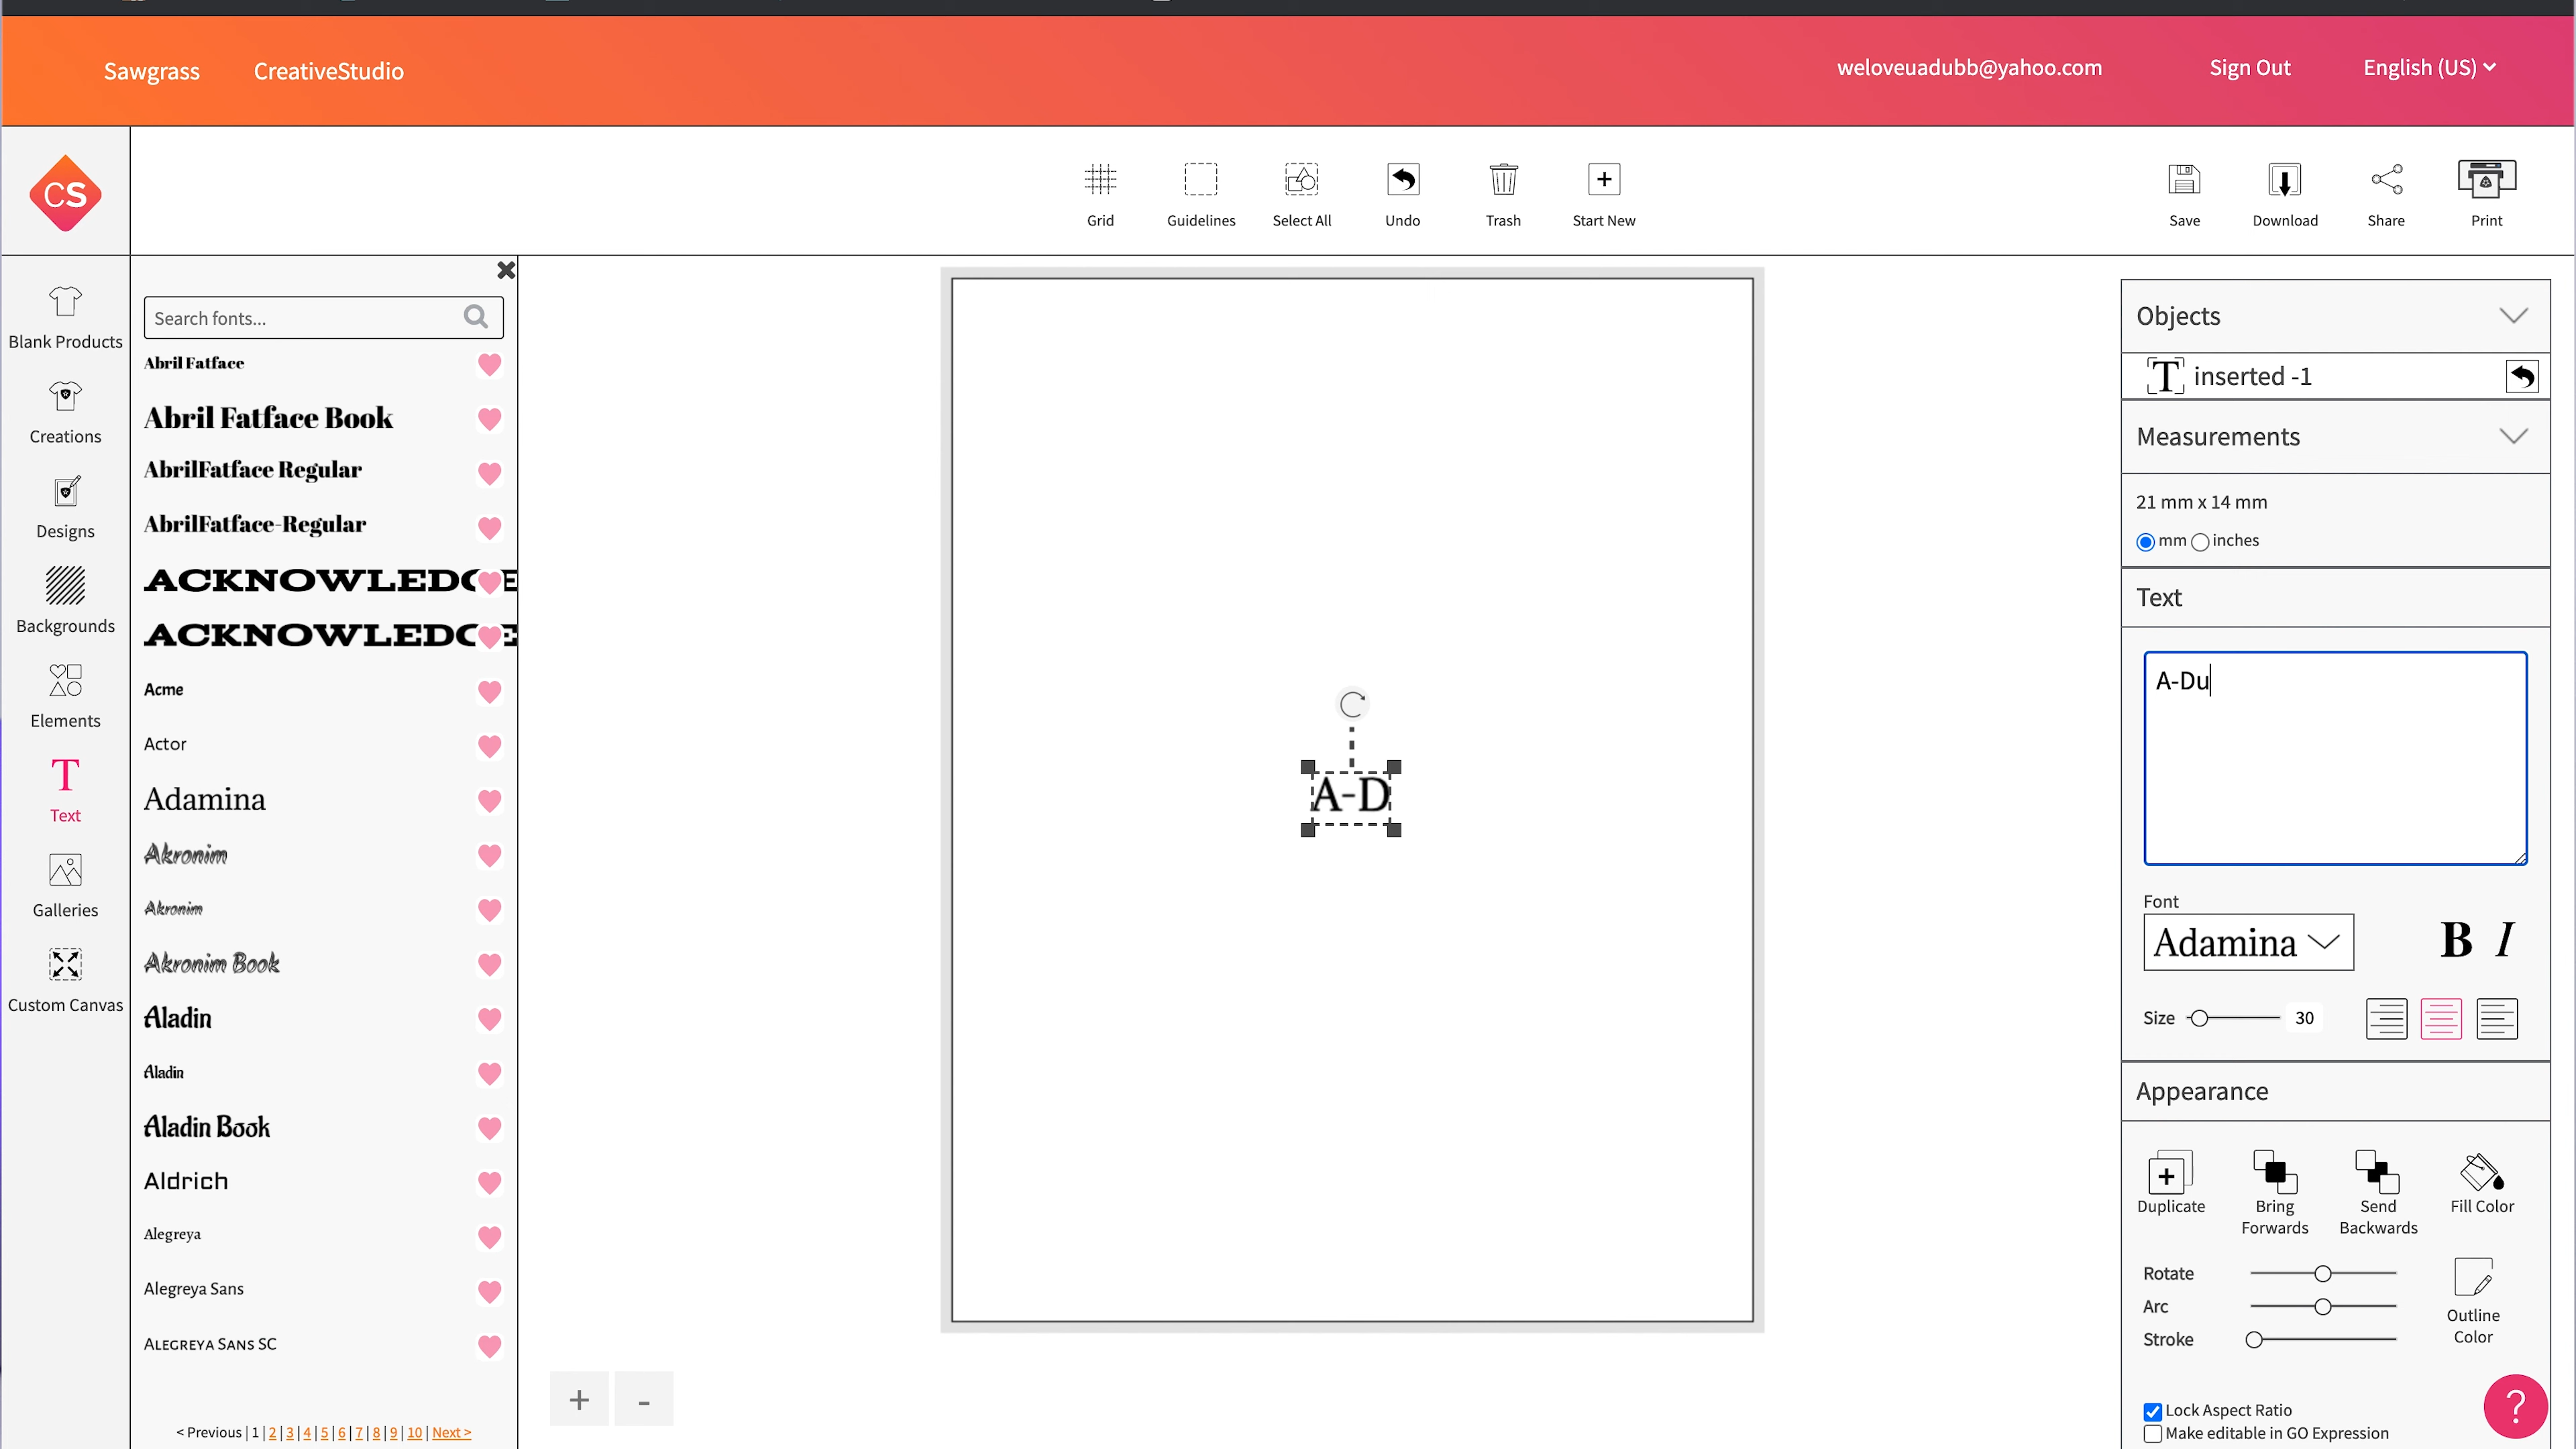 Sawgrass CreativeStudio weloveuadubb@yahoo.com Sign Out English (US)
CS
Grid Guidelines Select All Undo Trash Start New Save Download Share Print
Blank Products
Creations
Designs
Backgrounds
Elements
T
Text
Galleries
Custom Canvas
Search fonts...
Abril Fatface
Abril Fatface Book
AbrilFatface Regular
AbrilFatface-Regular
Acme
Actor
Adamina
Akronim
Akronim
Akronim Book
Aladin
Aladin
Aladin Book
Aldrich
Alegreya
Alegreya Sans
ALEGREYA SANS SC
< Previous | 1 | 2 | 3 | 4 | 5 | 6 | 7 | 8 | 9 | 10 | Next >
A-D
+ -
Objects
T inserted -1
Measurements
21 mm x 14 mm
mm inches
Text
A-Du
Font
Adamina B I
Size 30
Appearance
Duplicate Bring Forwards Send Backwards Fill Color
Rotate
Arc
Stroke
Outline Color
Lock Aspect Ratio
Make editable in GO Expression
?